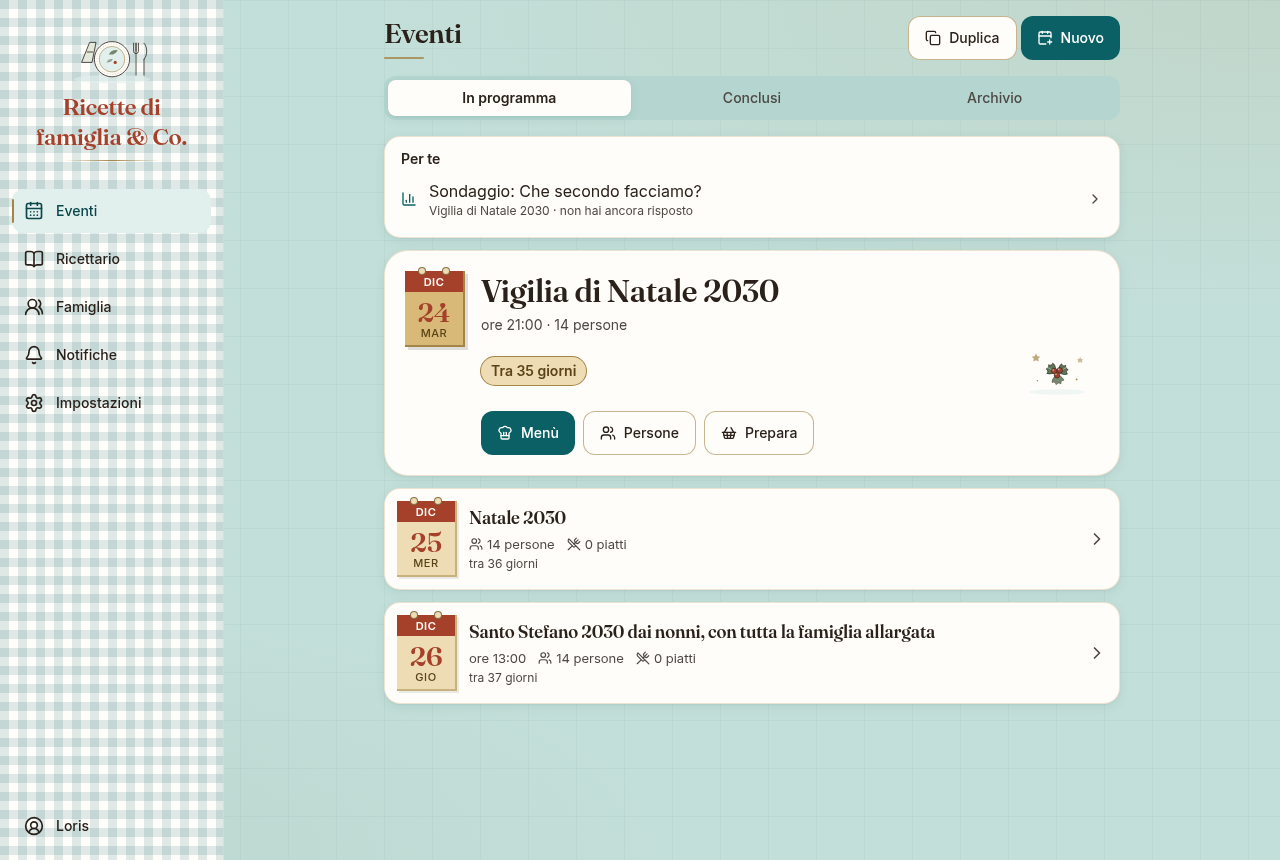 Ricette di
famiglia & Co.
Eventi
Ricettario
Famiglia
Notifiche
Impostazioni
Loris
Eventi
Duplica
Nuovo
In programma
Conclusi
Archivio
Per te
Sondaggio: Che secondo facciamo?
Vigilia di Natale 2030 · non hai ancora risposto
DIC
24
MAR
Vigilia di Natale 2030
ore 21:00 · 14 persone
Tra 35 giorni
Menù
Persone
Prepara
DIC
25
MER
Natale 2030
14 persone 0 piatti
tra 36 giorni
DIC
26
GIO
Santo Stefano 2030 dai nonni, con tutta la famiglia allargata
ore 13:00 14 persone 0 piatti
tra 37 giorni